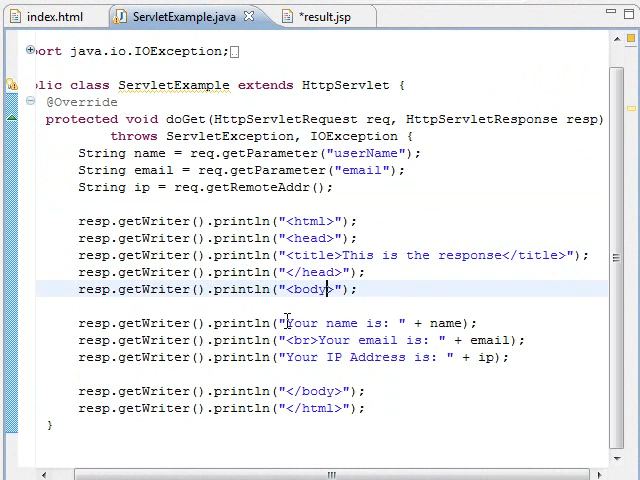 index.html
ServletExample.java
*result.jsp
ort java.io.IOException;
lic class ServletExample extends HttpServlet {
@Override
protected void doGet(HttpServletRequest req, HttpServletResponse resp)
throws ServletException, IOException {
String name = req.getParameter("userName");
String email = req.getParameter("email");
String ip = req.getRemoteAddr();
resp.getWriter().println("<html>");
resp.getWriter().println("<head>");
resp.getWriter().println("<title>This is the response</title>");
resp.getWriter().println("</head>");
resp.getWriter().println("<body>");
resp.getWriter().println("Your name is: " + name);
resp.getWriter().println("<br>Your email is: " + email);
resp.getWriter().println("Your IP Address is: " + ip);
resp.getWriter().println("</body>");
resp.getWriter().println("</html>");
}